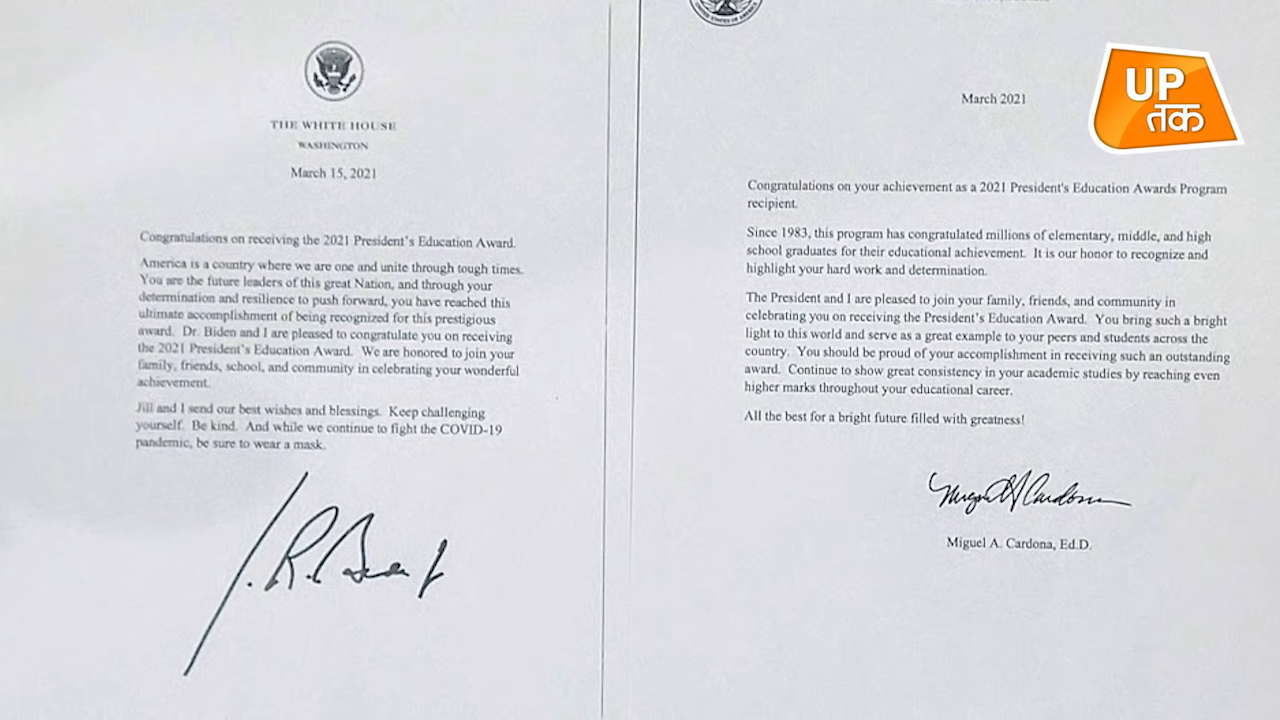 THE WHITE HOUSE
WASHINGTON
March 15, 2021
Congratulations on receiving the 2021 President's Education Award.
America is a country where we are one and unite through tough times.
You are the future leaders of this great Nation, and through your
determination and resilience to push forward, you have reached this
ultimate accomplishment of being recognized for this prestigious
award. Dr. Biden and I are pleased to congratulate you on receiving
the 2021 President's Education Award. We are honored to join your
family, friends, school, and community in celebrating your wonderful
achievement.
Jill and I send our best wishes and blessings. Keep challenging
yourself. Be kind. And while we continue to fight the COVID-19
pandemic, be sure to wear a mask.
UNITED STATES OF AMERICA
March 2021
Congratulations on your achievement as a 2021 President's Education Awards Program
recipient.
Since 1983, this program has congratulated millions of elementary, middle, and high
school graduates for their educational achievement. It is our honor to recognize and
highlight your hard work and determination.
The President and I are pleased to join your family, friends, and community in
celebrating you on receiving the President's Education Award. You bring such a bright
light to this world and serve as a great example to your peers and students across the
country. You should be proud of your accomplishment in receiving such an outstanding
award. Continue to show great consistency in your academic studies by reaching even
higher marks throughout your educational career.
All the best for a bright future filled with greatness!
Miguel A. Cardona, Ed.D.
UP
तक